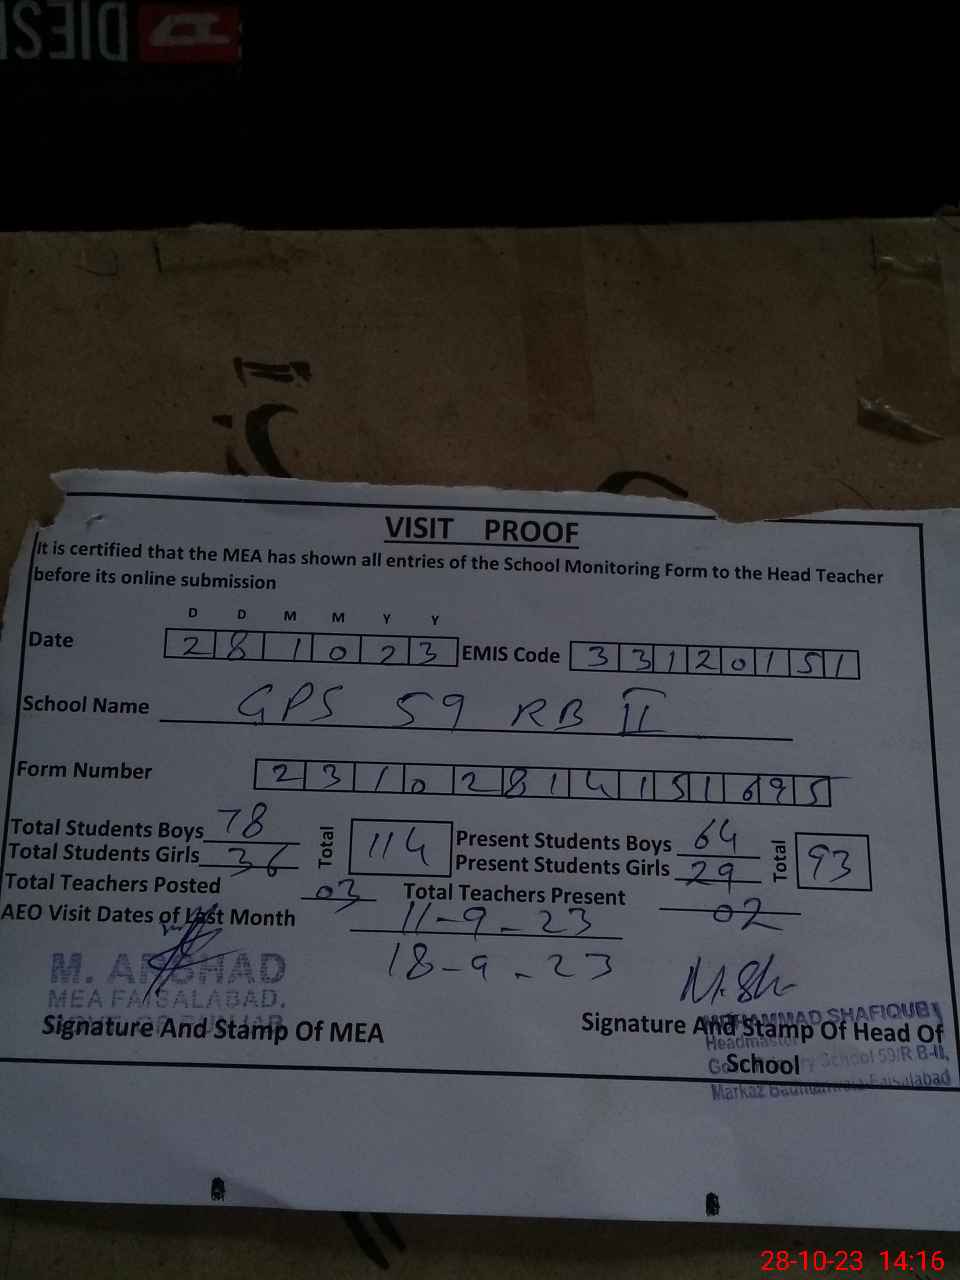 DIESEL
VISIT PROOF
It is certified that the MEA has shown all entries of the School Monitoring Form to the Head Teacher
before its online submission
D D M M Y Y
Date 2 8 1 0 2 3 EMIS Code 3 3 1 2 0 1 5 1
School Name GPS 59 RB II
Form Number 2 3 1 0 2 8 1 4 1 5 1 6 9 5
Total Students Boys 78 Total 114 Present Students Boys 64 Total 93
Total Students Girls 36 Present Students Girls 29
Total Teachers Posted 03 Total Teachers Present 02
AEO Visit Dates of Last Month 11-9-23
18-9-23
M. ARSHAD
MEA FAISALABAD.
Signature And Stamp Of MEA
M.Sh
MUHAMMAD SHAFIQUE
Signature And Stamp Of Head Of
Headmaster
School
School 59/R B-II,
Markaz Faisalabad
28-10-23 14:16